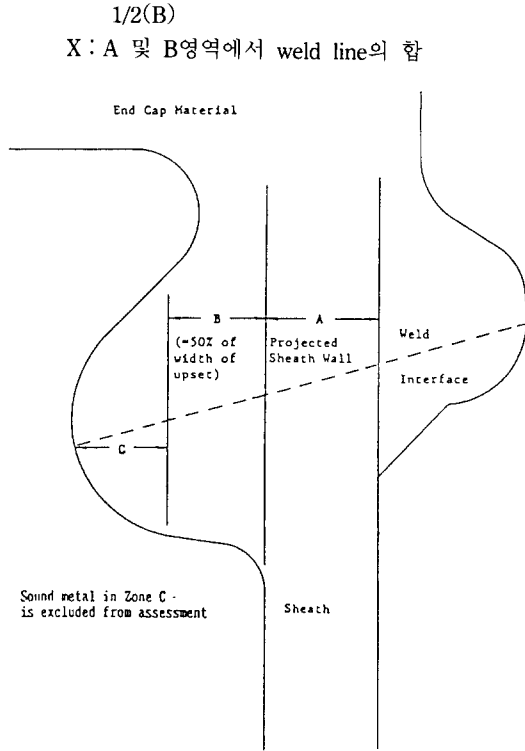 1/2(B)
X : A 및 B영역에서 weld line의 합
End Cap Material
B
A
(=50% of
width of
upset)
Projected
Sheath Wall
Weld
Interface
C
Sound metal in Zone C -
is excluded from assessment
Sheath